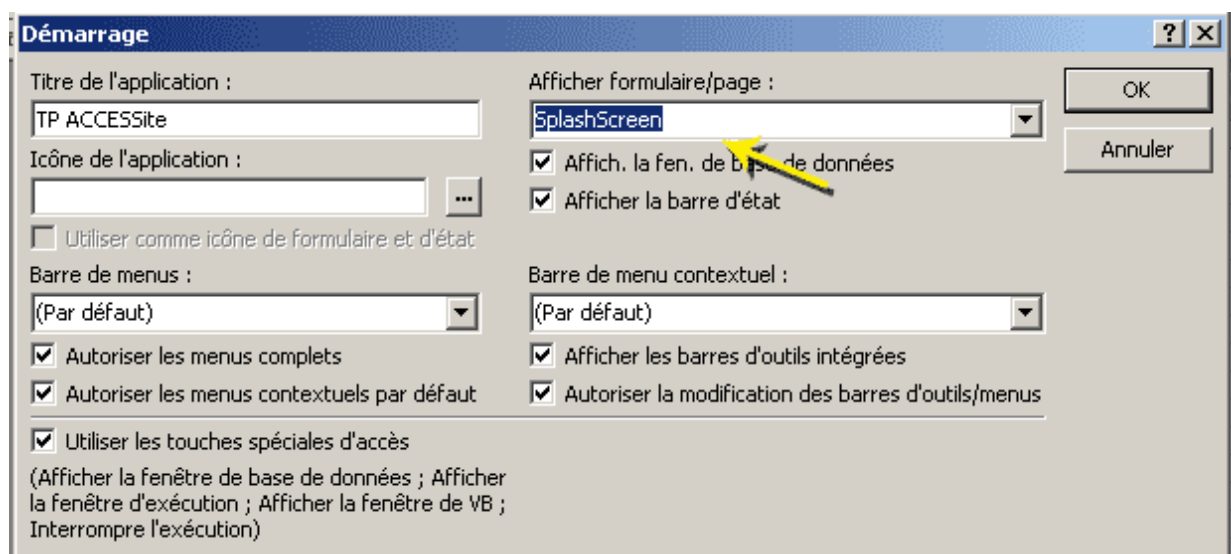 Démarrage
Titre de l'application :
TP ACCESSite
Icône de l'application :
...
Utiliser comme icône de formulaire et d'état
Afficher formulaire/page :
SplashScreen
Affich. la fen. de base de données
Afficher la barre d'état
OK
Annuler
Barre de menus :
(Par défaut)
Autoriser les menus complets
Autoriser les menus contextuels par défaut
Barre de menu contextuel :
(Par défaut)
Afficher les barres d'outils intégrées
Autoriser la modification des barres d'outils/menus
Utiliser les touches spéciales d'accès
(Afficher la fenêtre de base de données ; Afficher
la fenêtre d'exécution ; Afficher la fenêtre de VB ;
Interrompre l'exécution)